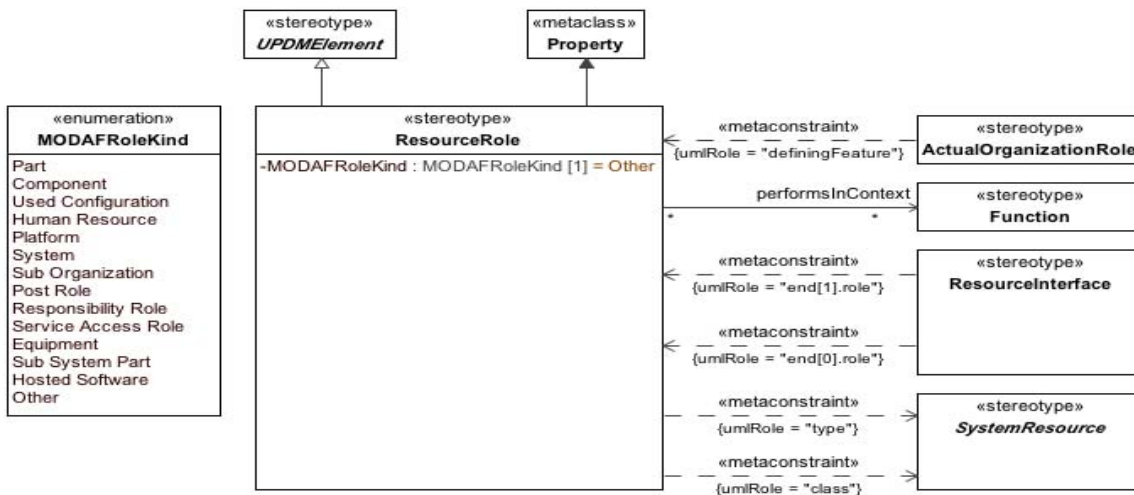 «stereotype»
UPDMElement
«metaclass»
Property
«enumeration»
MODAFRoleKind
Part
Component
Used Configuration
Human Resource
Platform
System
Sub Organization
Post Role
Responsibility Role
Service Access Role
Equipment
Sub System Part
Hosted Software
Other
«stereotype»
ResourceRole
-MODAFRoleKind : MODAFRoleKind [1] = Other
«metaconstraint»
{umlRole = "definingFeature"}
«stereotype»
ActualOrganizationRole
performsInContext
* *
«stereotype»
Function
«metaconstraint»
{umlRole = "end[1].role"}
«metaconstraint»
{umlRole = "end[0].role"}
«stereotype»
ResourceInterface
«metaconstraint»
{umlRole = "type"}
«metaconstraint»
{umlRole = "class"}
«stereotype»
SystemResource